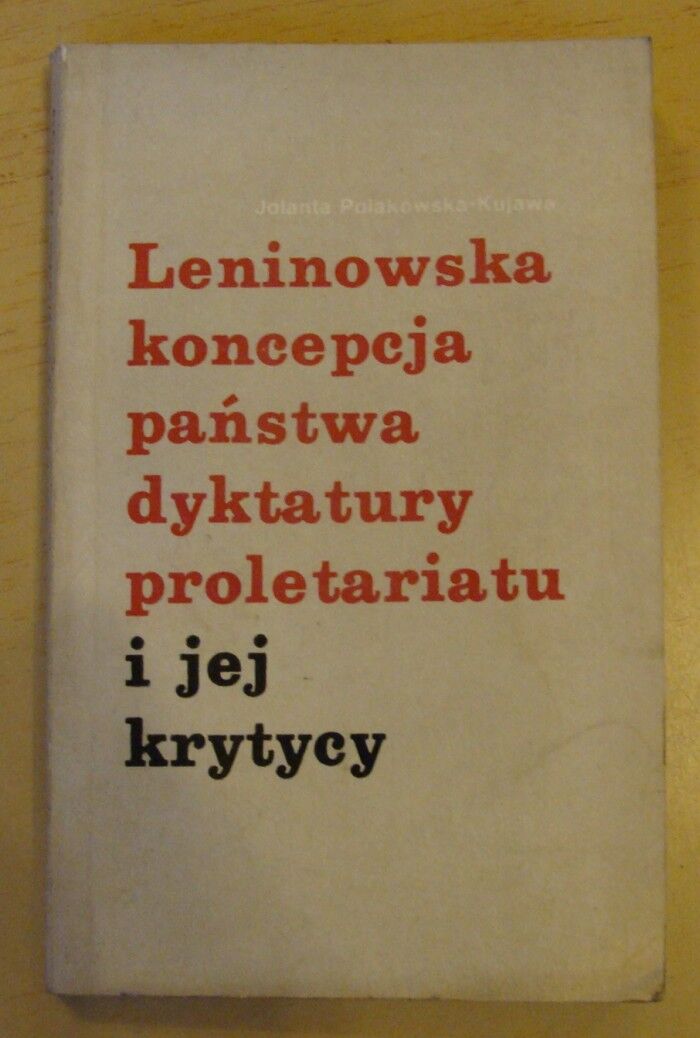 Jolanta Polakowska-Kujawa
Leninowska
koncepcja
państwa
dyktatury
proletariatu
i jej
krytycy